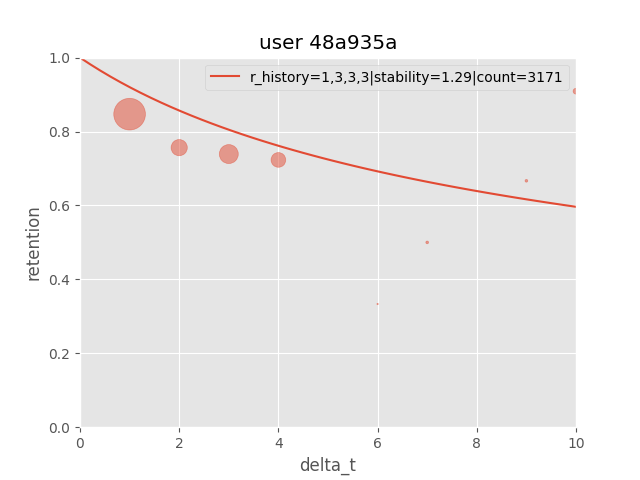 user 48a935a
r_history=1,3,3,3|stability=1.29|count=3171
1.0
0.8
0.6
0.4
0.2
0.0
retention
0 2 4 6 8 10
delta_t